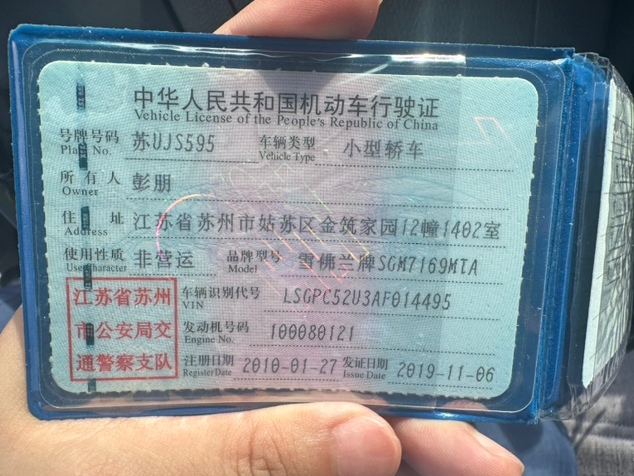 中华人民共和国机动车行驶证
Vehicle License of the People's Republic of China
号牌号码 苏UJS595 车辆类型 小型轿车
Plate No. Vehicle Type
所有人 彭朋
Owner
住址 江苏省苏州市姑苏区金筑家园12幢1402室
Address
使用性质 非营运 品牌型号 雪佛兰牌SGM7169MTA
Use Character Model
江苏省苏州 车辆识别代号 LSGPC52U3AF014495
VIN
市公安局交 发动机号码 100080121
Engine No.
通警察支队 注册日期 2010-01-27 发证日期 2019-11-06
Register Date Issue Date